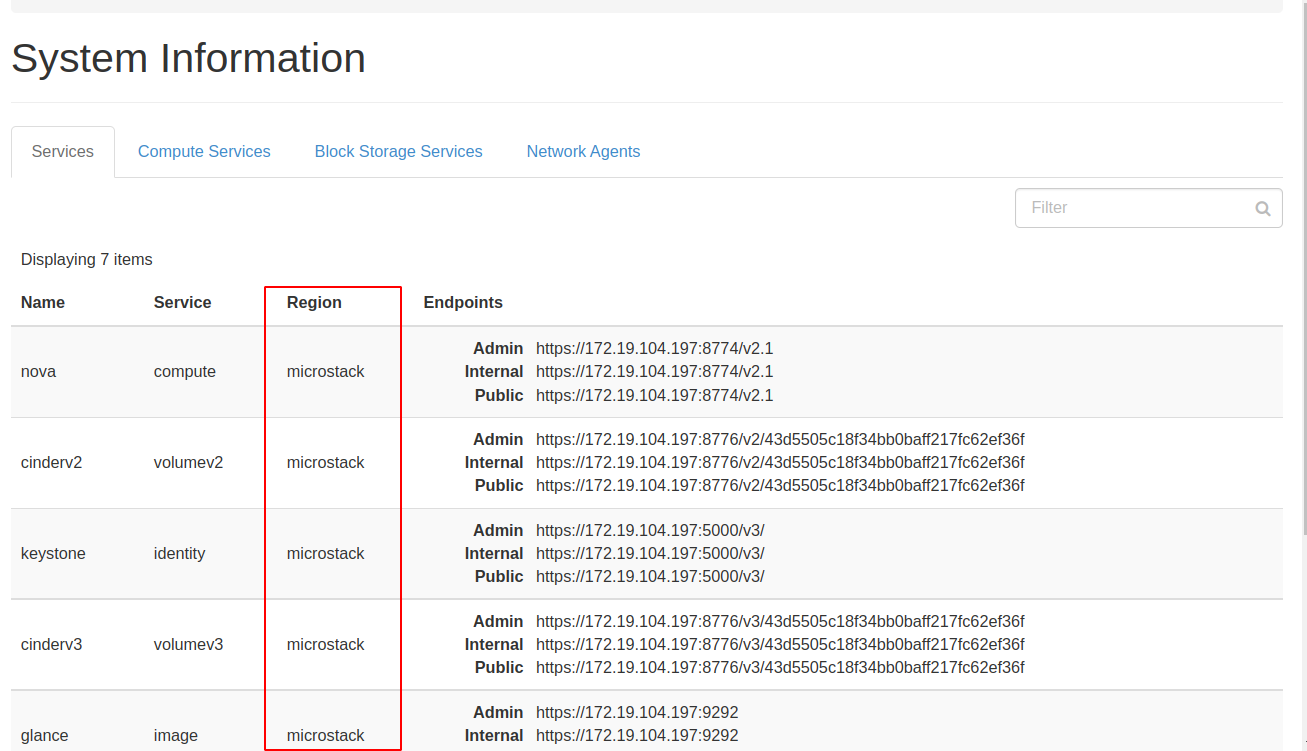 System Information
Services Compute Services Block Storage Services Network Agents
Filter
Displaying 7 items
Name Service Region Endpoints
Admin https://172.19.104.197:8774/v2.1
nova compute microstack Internal https://172.19.104.197:8774/v2.1
Public https://172.19.104.197:8774/v2.1
Admin https://172.19.104.197:8776/v2/43d5505c18f34bb0baff217fc62ef36f
cinderv2 volumev2 microstack Internal https://172.19.104.197:8776/v2/43d5505c18f34bb0baff217fc62ef36f
Public https://172.19.104.197:8776/v2/43d5505c18f34bb0baff217fc62ef36f
Admin https://172.19.104.197:5000/v3/
keystone identity microstack Internal https://172.19.104.197:5000/v3/
Public https://172.19.104.197:5000/v3/
Admin https://172.19.104.197:8776/v3/43d5505c18f34bb0baff217fc62ef36f
cinderv3 volumev3 microstack Internal https://172.19.104.197:8776/v3/43d5505c18f34bb0baff217fc62ef36f
Public https://172.19.104.197:8776/v3/43d5505c18f34bb0baff217fc62ef36f
Admin https://172.19.104.197:9292
glance image microstack Internal https://172.19.104.197:9292